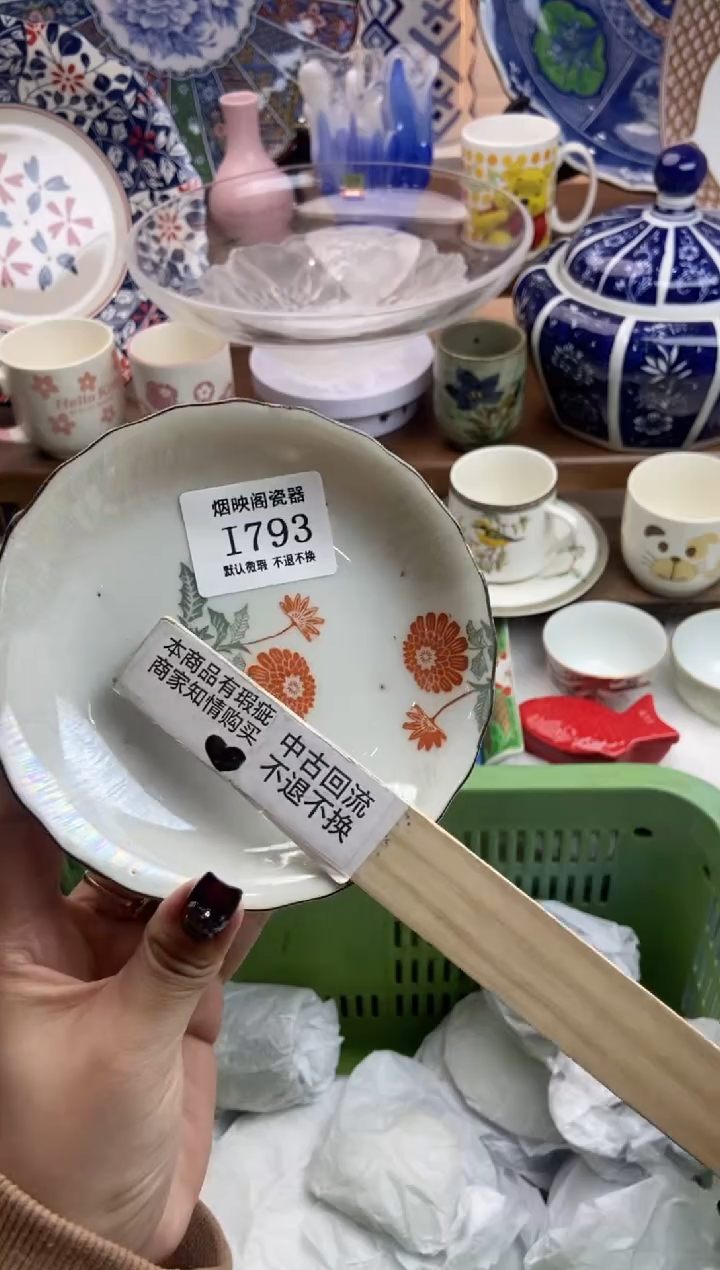 烟映阁瓷器
I793
默认微瑕 不退不换
本商品有瑕疵
商家知情购买
中古回流
不退不换
Hello Ki